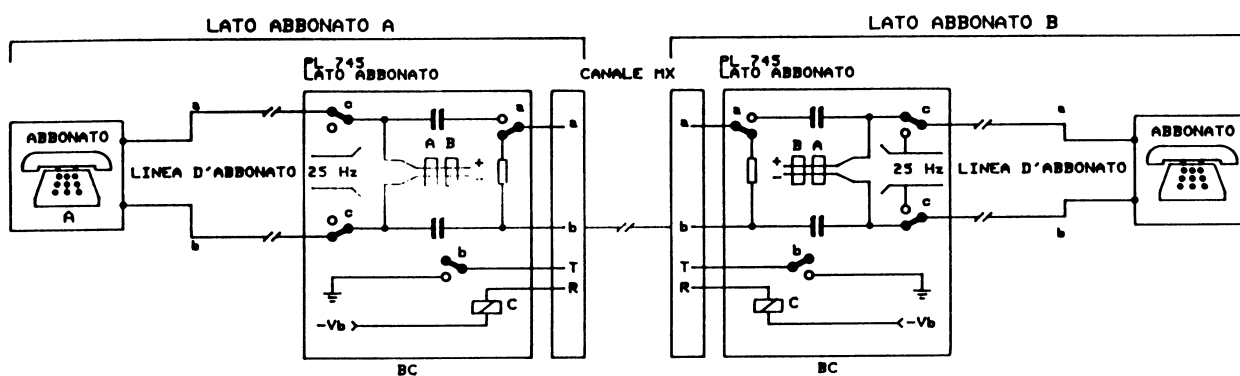 LATO ABBONATO A
LATO ABBONATO B
PL 745
LATO ABBONATO
CANALE MX
PL 745
LATO ABBONATO
a
c
a
a
a
a
c
a
ABBONATO
A B
+
-
B A
+
-
ABBONATO
LINEA D'ABBONATO
25 Hz
25 Hz
LINEA D'ABBONATO
A
c
c
b
b
b
b
b
b
T
T
R
R
C
C
-Vb
-Vb
BC
BC